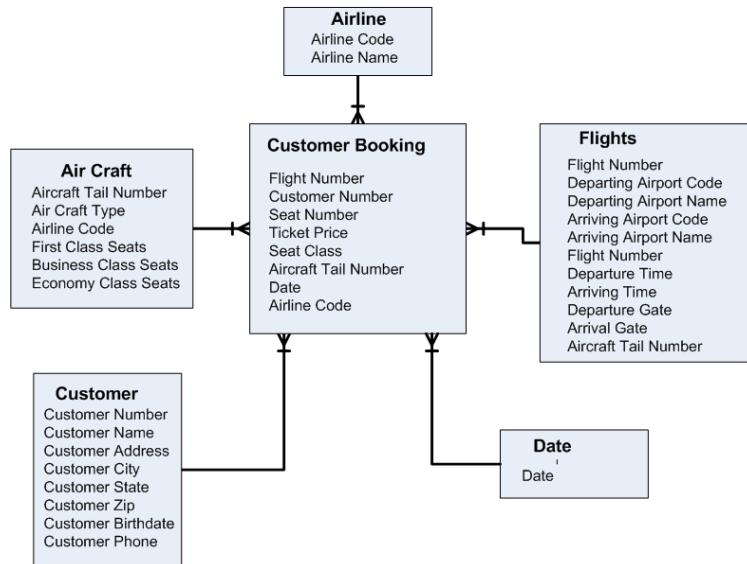 Airline
Airline Code
Airline Name
Customer Booking
Flight Number
Customer Number
Seat Number
Ticket Price
Seat Class
Aircraft Tail Number
Date
Airline Code
Flights
Flight Number
Departing Airport Code
Departing Airport Name
Arriving Airport Code
Arriving Airport Name
Flight Number
Departure Time
Arriving Time
Departure Gate
Arrival Gate
Aircraft Tail Number
Air Craft
Aircraft Tail Number
Air Craft Type
Airline Code
First Class Seats
Business Class Seats
Economy Class Seats
Customer
Customer Number
Customer Name
Customer Address
Customer City
Customer State
Customer Zip
Customer Birthdate
Customer Phone
Date
Date